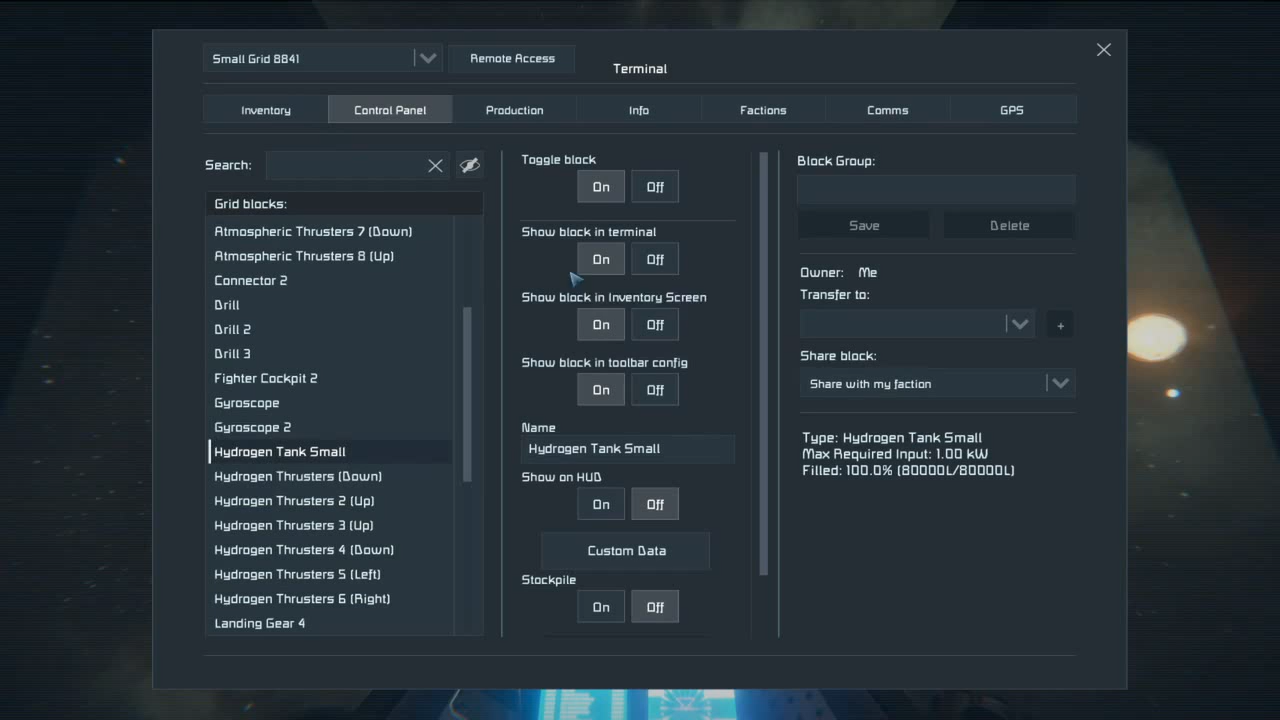 Small Grid 8841
Remote Access
Terminal
Inventory
Control Panel
Production
Info
Factions
Comms
GPS
Search:
Grid blocks:
Atmospheric Thrusters 7 (Down)
Atmospheric Thrusters 8 (Up)
Connector 2
Drill
Drill 2
Drill 3
Fighter Cockpit 2
Gyroscope
Gyroscope 2
Hydrogen Tank Small
Hydrogen Thrusters (Down)
Hydrogen Thrusters 2 (Up)
Hydrogen Thrusters 3 (Up)
Hydrogen Thrusters 4 (Down)
Hydrogen Thrusters 5 (Left)
Hydrogen Thrusters 6 (Right)
Landing Gear 4
Toggle block
On Off
Show block in terminal
On Off
Show block in Inventory Screen
On Off
Show block in toolbar config
On Off
Name
Hydrogen Tank Small
Show on HUD
On Off
Custom Data
Stockpile
On Off
Block Group:
Save
Delete
Owner: Me
Transfer to:
+
Share block:
Share with my faction
Type: Hydrogen Tank Small
Max Required Input: 1.00 kW
Filled: 100.0% (80000L/80000L)